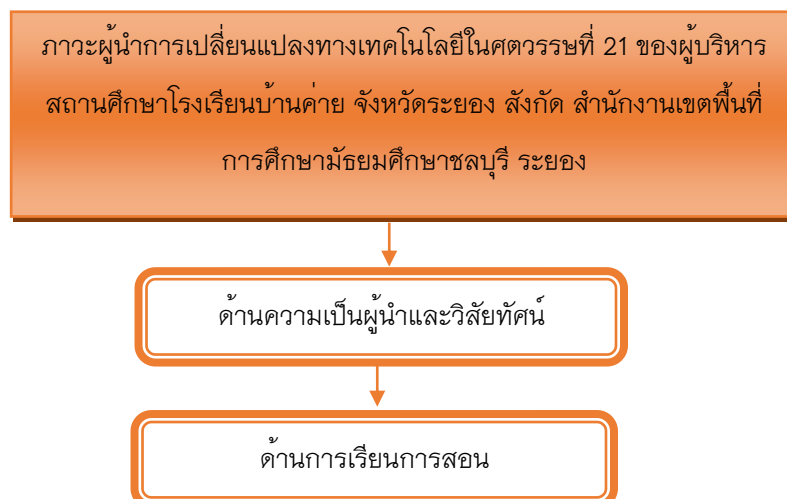 ภาวะผู้นำการเปลี่ยนแปลงทางเทคโนโลยีในศตวรรษที่ 21 ของผู้บริหาร
สถานศึกษาโรงเรียนบ้านค่าย จังหวัดระยอง สังกัด สำนักงานเขตพื้นที่
การศึกษามัธยมศึกษาชลบุรี ระยอง
ด้านความเป็นผู้นำและวิสัยทัศน์
ด้านการเรียนการสอน